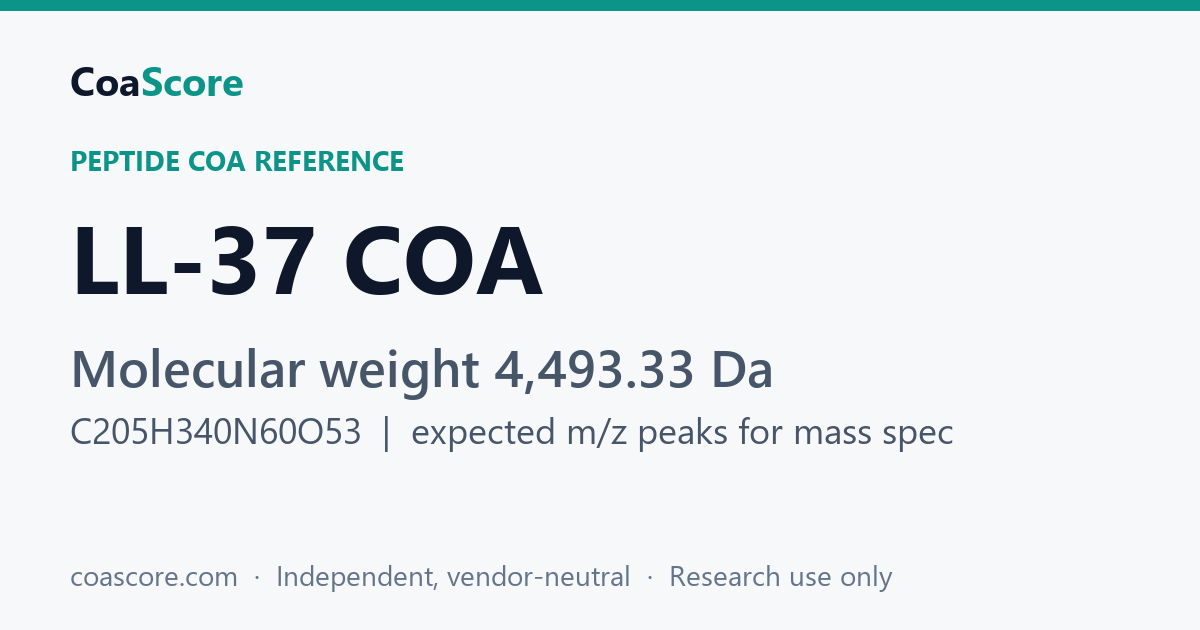 CoaScore
PEPTIDE COA REFERENCE
LL-37 COA
Molecular weight 4,493.33 Da
C205H340N60O53 | expected m/z peaks for mass spec
coascore.com · Independent, vendor-neutral · Research use only